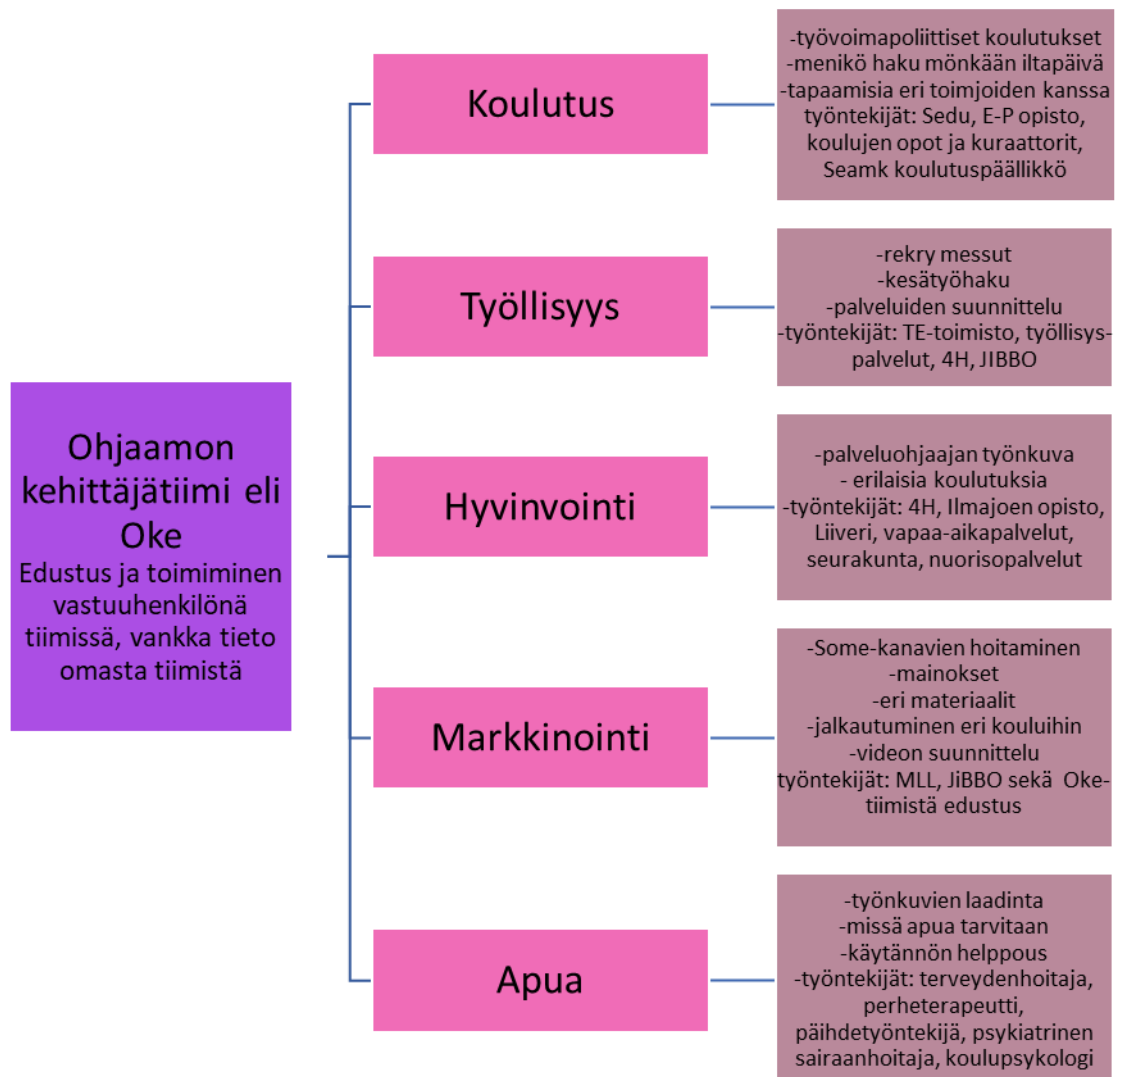 Ohjaamon
kehittäjätiimi eli
Oke
Edustus ja toimiminen
vastuuhenkilönä
tiimissä, vankka tieto
omasta tiimistä
Koulutus
-työvoimapoliittiset koulutukset
-menikö haku mönkään iltapäivä
-tapaamisia eri toimjoiden kanssa
työntekijät: Sedu, E-P opisto,
koulujen opot ja kuraattorit,
Seamk koulutuspäällikkö
Työllisyys
-rekry messut
-kesätyöhaku
-palveluiden suunnittelu
-työntekijät: TE-toimisto, työllisyys-
palvelut, 4H, JIBBO
Hyvinvointi
-palveluohjaajan työnkuva
- erilaisia koulutuksia
-työntekijät: 4H, Ilmajoen opisto,
Liiveri, vapaa-aikapalvelut,
seurakunta, nuorisopalvelut
Markkinointi
-Some-kanavien hoitaminen
-mainokset
-eri materiaalit
-jalkautuminen eri kouluihin
-videon suunnittelu
työntekijät: MLL, JiBBO sekä Oke-
tiimistä edustus
Apua
-työnkuvien laadinta
-missä apua tarvitaan
-käytännön helppous
-työntekijät: terveydenhoitaja,
perheterapeutti,
päihdetyöntekijä, psykiatrinen
sairaanhoitaja, koulupsykologi